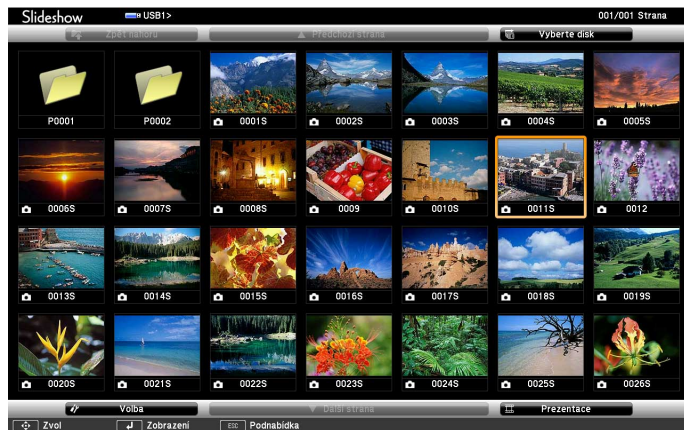 Slideshow USB1> 001/001 Strana
Zpět nahoru ▲ Předchozí strana Vyberte disk
P0001 P0002 0001S 0002S 0003S 0004S 0005S
0006S 0007S 0008S 0009 0010S 0011S 0012
0013S 0014S 0015S 0016S 0017S 0018S 0019S
0020S 0021S 0022S 0023S 0024S 0025S 0026S
Volba ▼ Další strana Prezentace
Zvol Zobrazení ESC Podnabídka